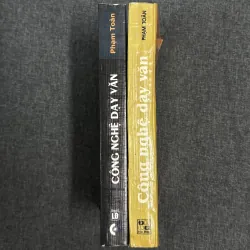 Phạm Toàn
CÔNG NGHỆ DẠY VĂN
PHẠM TOÀN
Công nghệ dạy văn